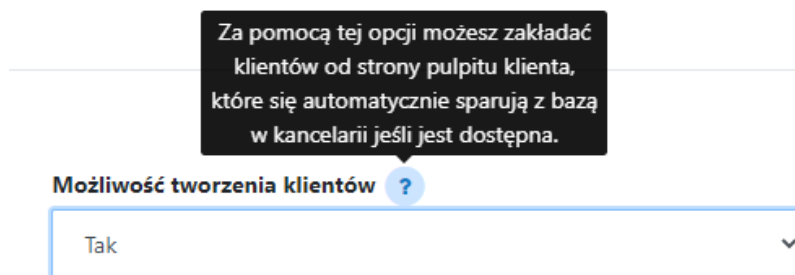 Za pomocą tej opcji możesz zakładać
klientów od strony pulpitu klienta,
które się automatycznie sparują z bazą
w kancelarii jeśli jest dostępna.
Możliwość tworzenia klientów ?
Tak